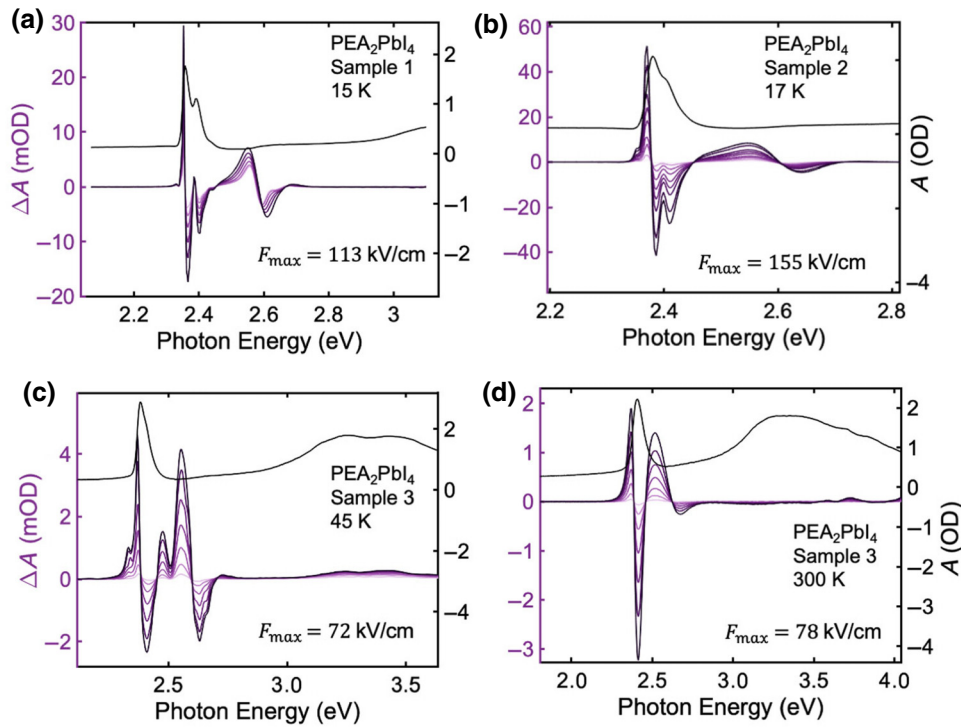 (a)
30
20
10
0
−10
−20
ΔA (mOD)
2
1
0
−1
−2
PEA₂PbI₄
Sample 1
15 K
F_max = 113 kV/cm
2.2
2.4
2.6
2.8
3
Photon Energy (eV)
(b)
60
40
20
0
−20
−40
2
0
−2
−4
A (OD)
PEA₂PbI₄
Sample 2
17 K
F_max = 155 kV/cm
2.2
2.4
2.6
2.8
Photon Energy (eV)
(c)
4
2
0
−2
ΔA (mOD)
2
0
−2
−4
PEA₂PbI₄
Sample 3
45 K
F_max = 72 kV/cm
2.5
3.0
3.5
Photon Energy (eV)
(d)
2
1
0
−1
−2
−3
2
1
0
−1
−2
−3
−4
A (OD)
PEA₂PbI₄
Sample 3
300 K
F_max = 78 kV/cm
2.0
2.5
3.0
3.5
4.0
Photon Energy (eV)